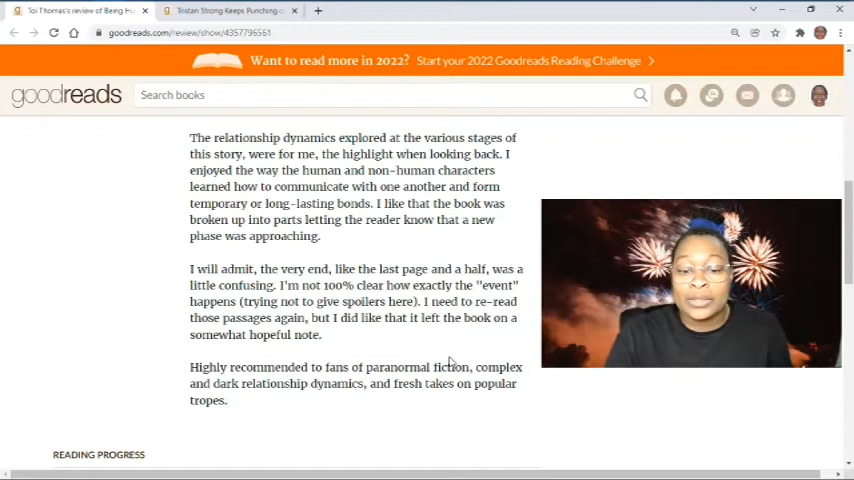 Toi Thomas's review of Being Hu
Tristan Strong Keeps Punching
goodreads.com/review/show/4357796561
Want to read more in 2022? Start your 2022 Goodreads Reading Challenge
goodreads
Search books
The relationship dynamics explored at the various stages of
this story, were for me, the highlight when looking back. I
enjoyed the way the human and non-human characters
learned how to communicate with one another and form
temporary or long-lasting bonds. I like that the book was
broken up into parts letting the reader know that a new
phase was approaching.
I will admit, the very end, like the last page and a half, was a
little confusing. I'm not 100% clear how exactly the "event"
happens (trying not to give spoilers here). I need to re-read
those passages again, but I did like that it left the book on a
somewhat hopeful note.
Highly recommended to fans of paranormal fiction, complex
and dark relationship dynamics, and fresh takes on popular
tropes.
READING PROGRESS